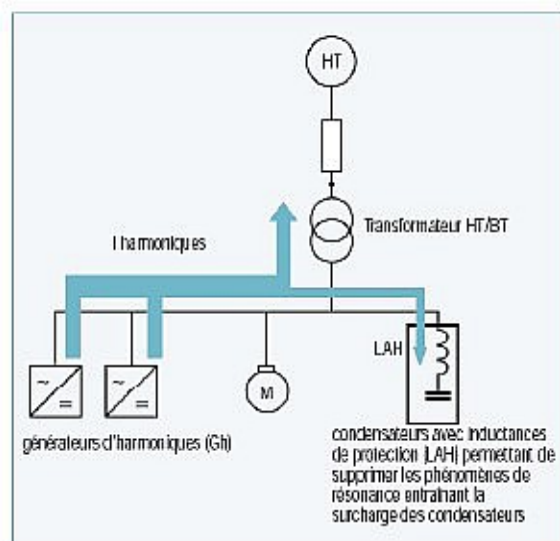 HT
Transformateur HT/BT
I harmoniques
LAH
M
générateurs d'harmoniques (Gh)
condensateurs avec inductances
de protection (LAH) permettant de
supprimer les phénomènes de
résonance entraînant la
surcharge des condensateurs